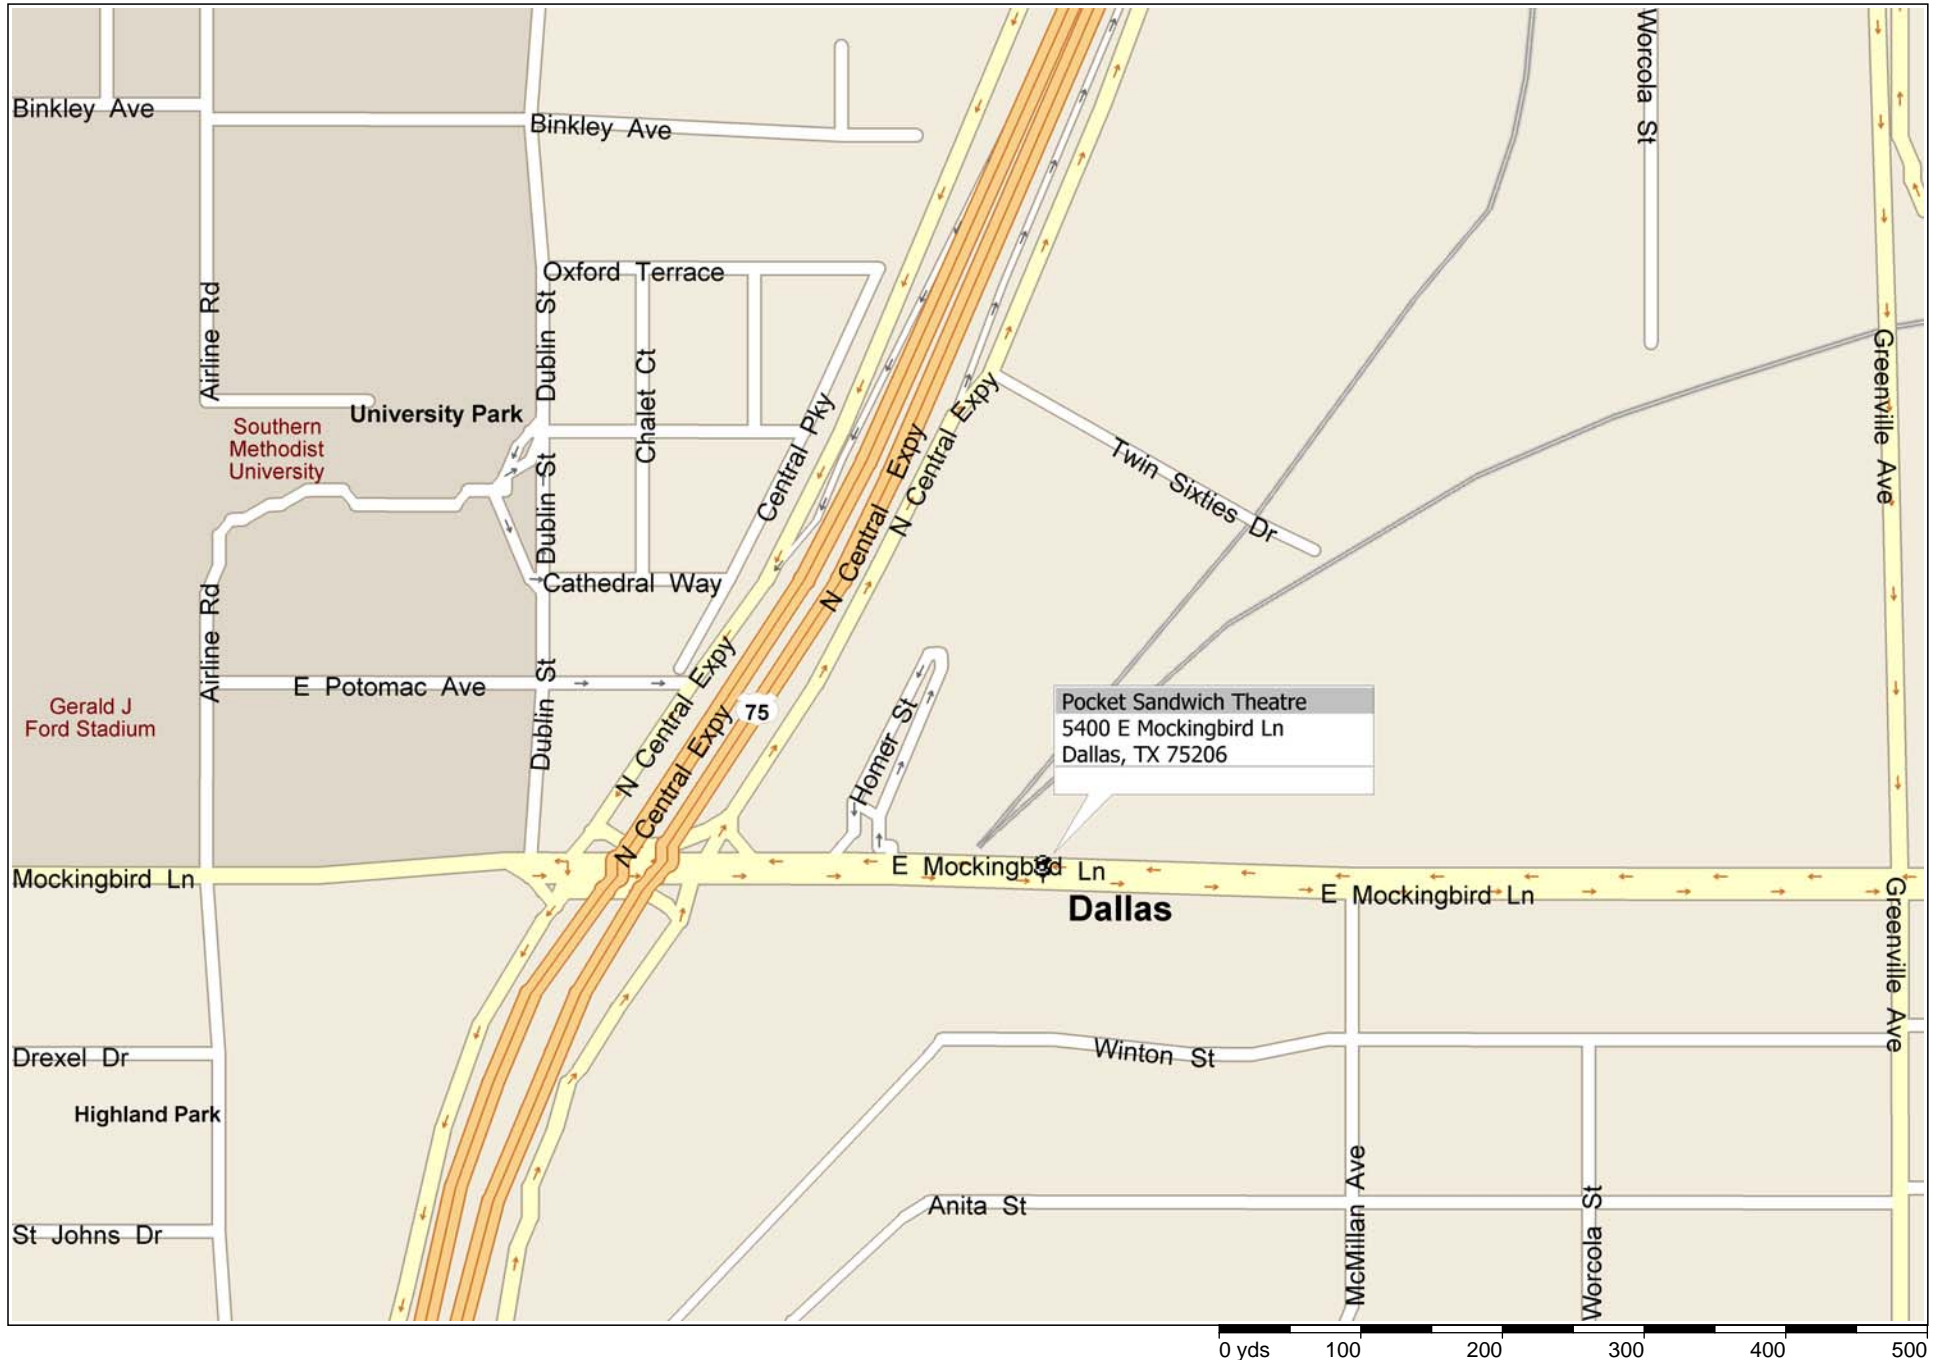 Worcola St
Binkley Ave
Binkley Ave
Oxford Terrace
Airline Rd
Dublin St
Chalet Ct
Greenville Ave
University Park
Southern
Methodist
University
Central Pky
N Central Expy
N Central Expy
Twin Sixties Dr
Dublin St
Cathedral Way
Airline Rd
E Potomac Ave
Dublin St
Gerald J
Ford Stadium
N Central Expy
N Central Expy
75
Homer St
Pocket Sandwich Theatre
5400 E Mockingbird Ln
Dallas, TX 75206
Mockingbird Ln
E Mockingbird Ln
E Mockingbird Ln
Dallas
Greenville Ave
Drexel Dr
Winton St
Highland Park
McMillan Ave
Anita St
Worcola St
St Johns Dr
0 yds 100 200 300 400 500